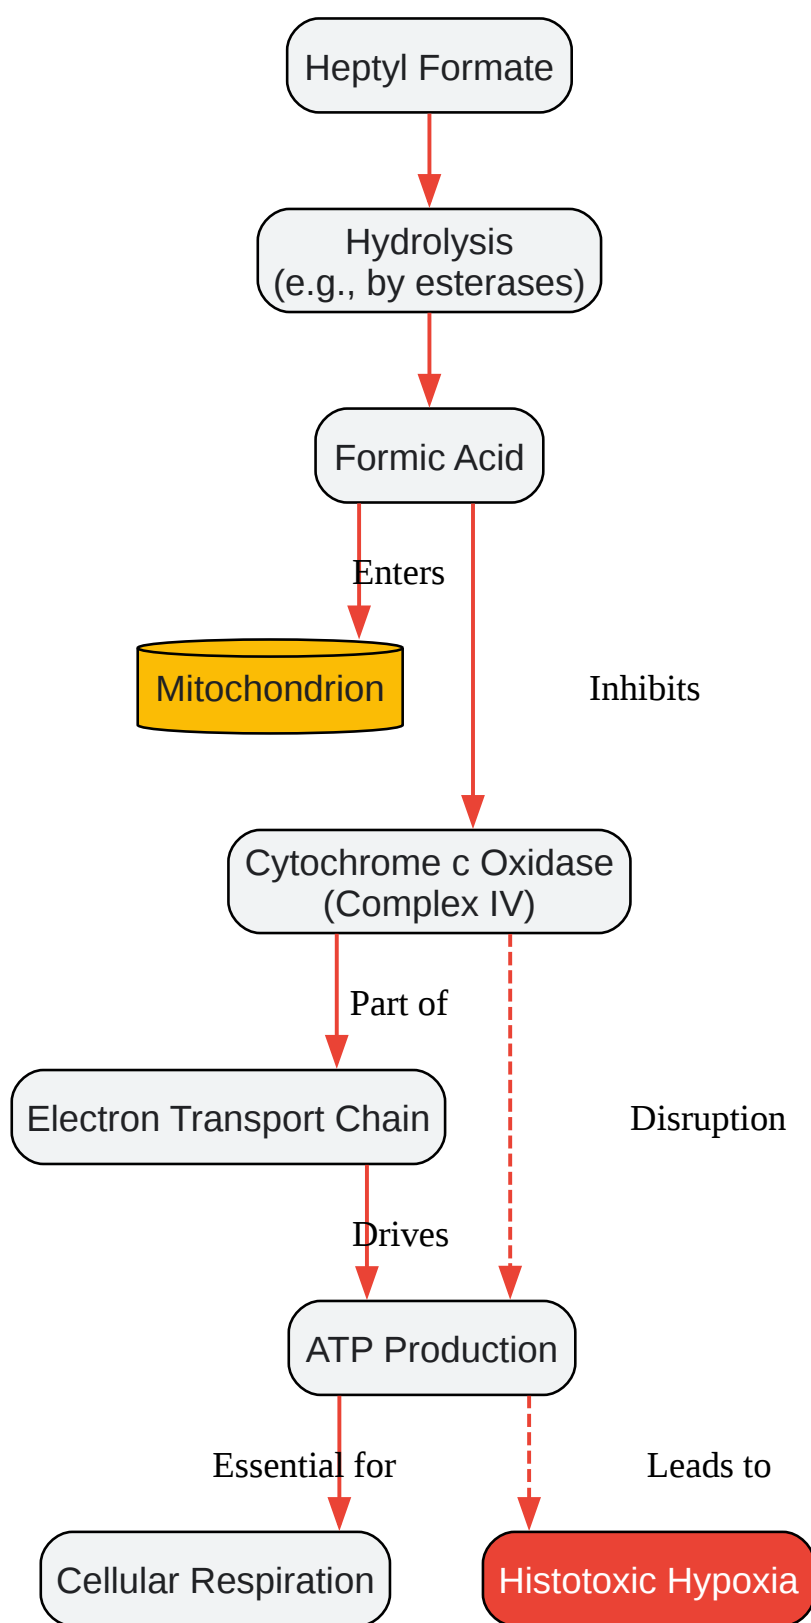 Heptyl Formate
Hydrolysis
(e.g., by esterases)
Formic Acid
Enters
Mitochondrion
Inhibits
Cytochrome c Oxidase
(Complex IV)
Part of
Electron Transport Chain
Disruption
Drives
ATP Production
Essential for
Leads to
Cellular Respiration
Histotoxic Hypoxia